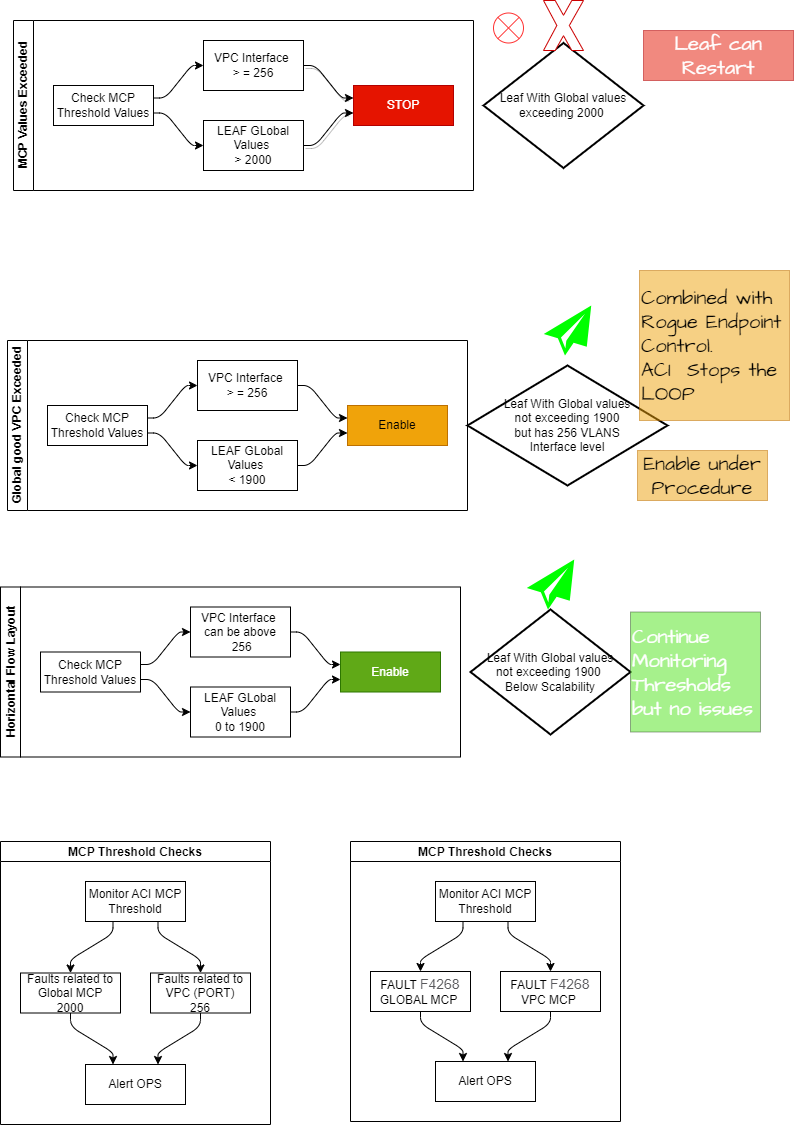 MCP Values Exceeded
Check MCP
Threshold Values
VPC Interface
> = 256
LEAF GLobal
Values
> 2000
STOP
X
Leaf With Global values
exceeding 2000
Leaf can
Restart
Global good VPC Exceeded
Check MCP
Threshold Values
VPC Interface
> = 256
LEAF GLobal
Values
< 1900
Enable
Leaf With Global values
not exceeding 1900
but has 256 VLANS
Interface level
Combined with
Rogue Endpoint
Control.
ACI Stops the
LOOP
Enable under
Procedure
Horizontal Flow Layout
Check MCP
Threshold Values
VPC Interface
can be above
256
LEAF GLobal
Values
0 to 1900
Enable
Leaf With Global values
not exceeding 1900
Below Scalability
Continue
Monitoring
Thresholds
but no issues
MCP Threshold Checks
Monitor ACI MCP
Threshold
Faults related to
Global MCP
2000
Faults related to
VPC (PORT)
256
Alert OPS
MCP Threshold Checks
Monitor ACI MCP
Threshold
FAULT F4268
GLOBAL MCP
FAULT F4268
VPC MCP
Alert OPS